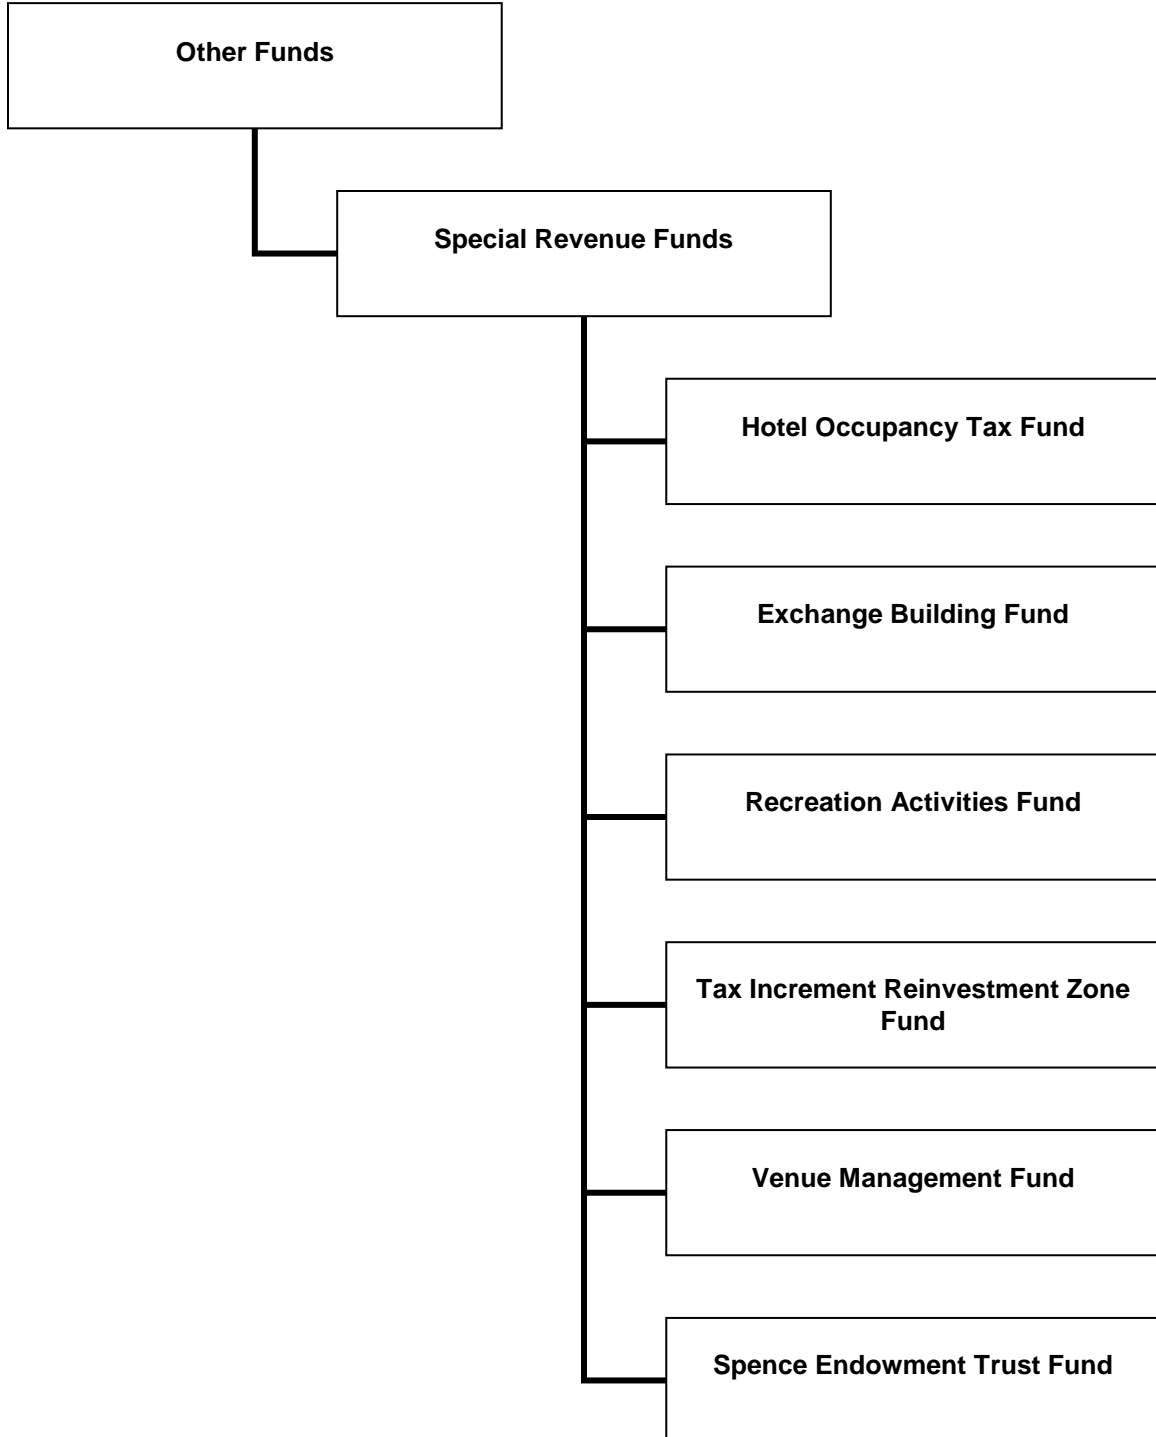 Other Funds
Special Revenue Funds
Hotel Occupancy Tax Fund
Exchange Building Fund
Recreation Activities Fund
Tax Increment Reinvestment Zone
Fund
Venue Management Fund
Spence Endowment Trust Fund